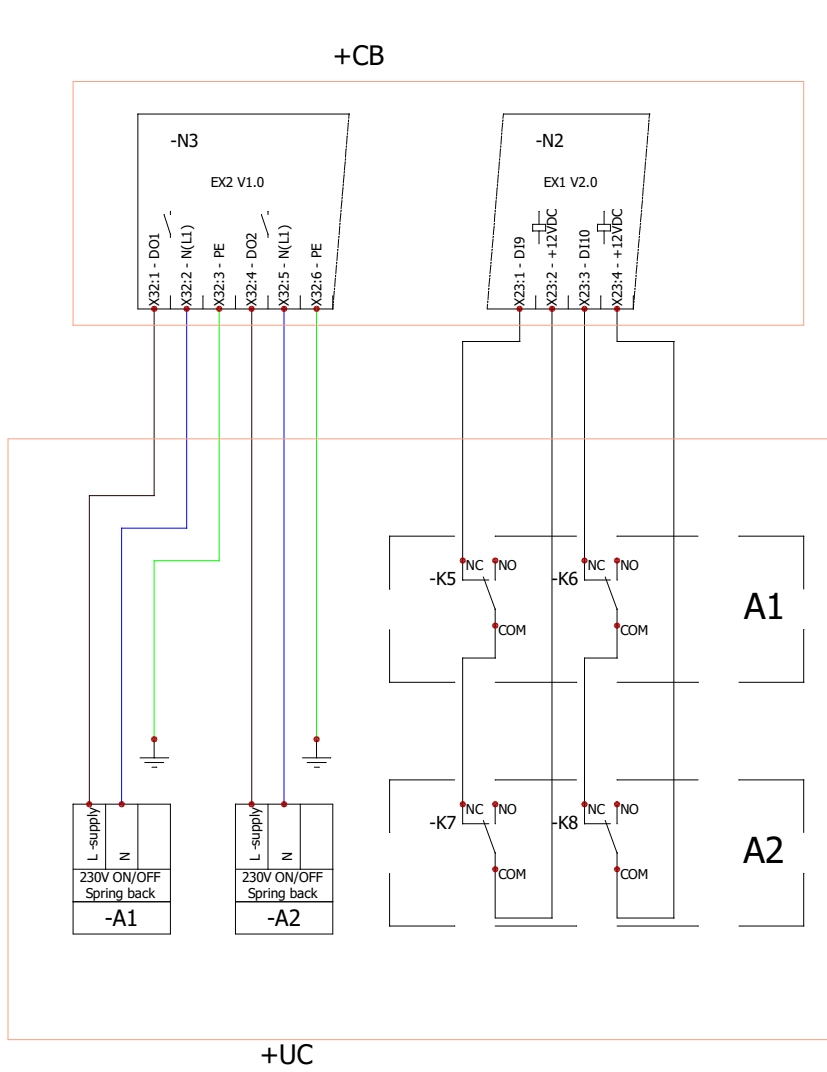 +CB
-N3
EX2 V1.0
X32:1 - DO1
X32:2 - N(L1)
X32:3 - PE
X32:4 - DO2
X32:5 - N(L1)
X32:6 - PE
-N2
EX1 V2.0
X23:1 - DI9
X23:2 - +12VDC
X23:3 - DI10
X23:4 - +12VDC
-K5
NC
NO
COM
-K6
NC
NO
COM
A1
-K7
NC
NO
COM
-K8
NC
NO
COM
A2
L -supply
N
230V ON/OFF
Spring back
-A1
L -supply
N
230V ON/OFF
Spring back
-A2
+UC